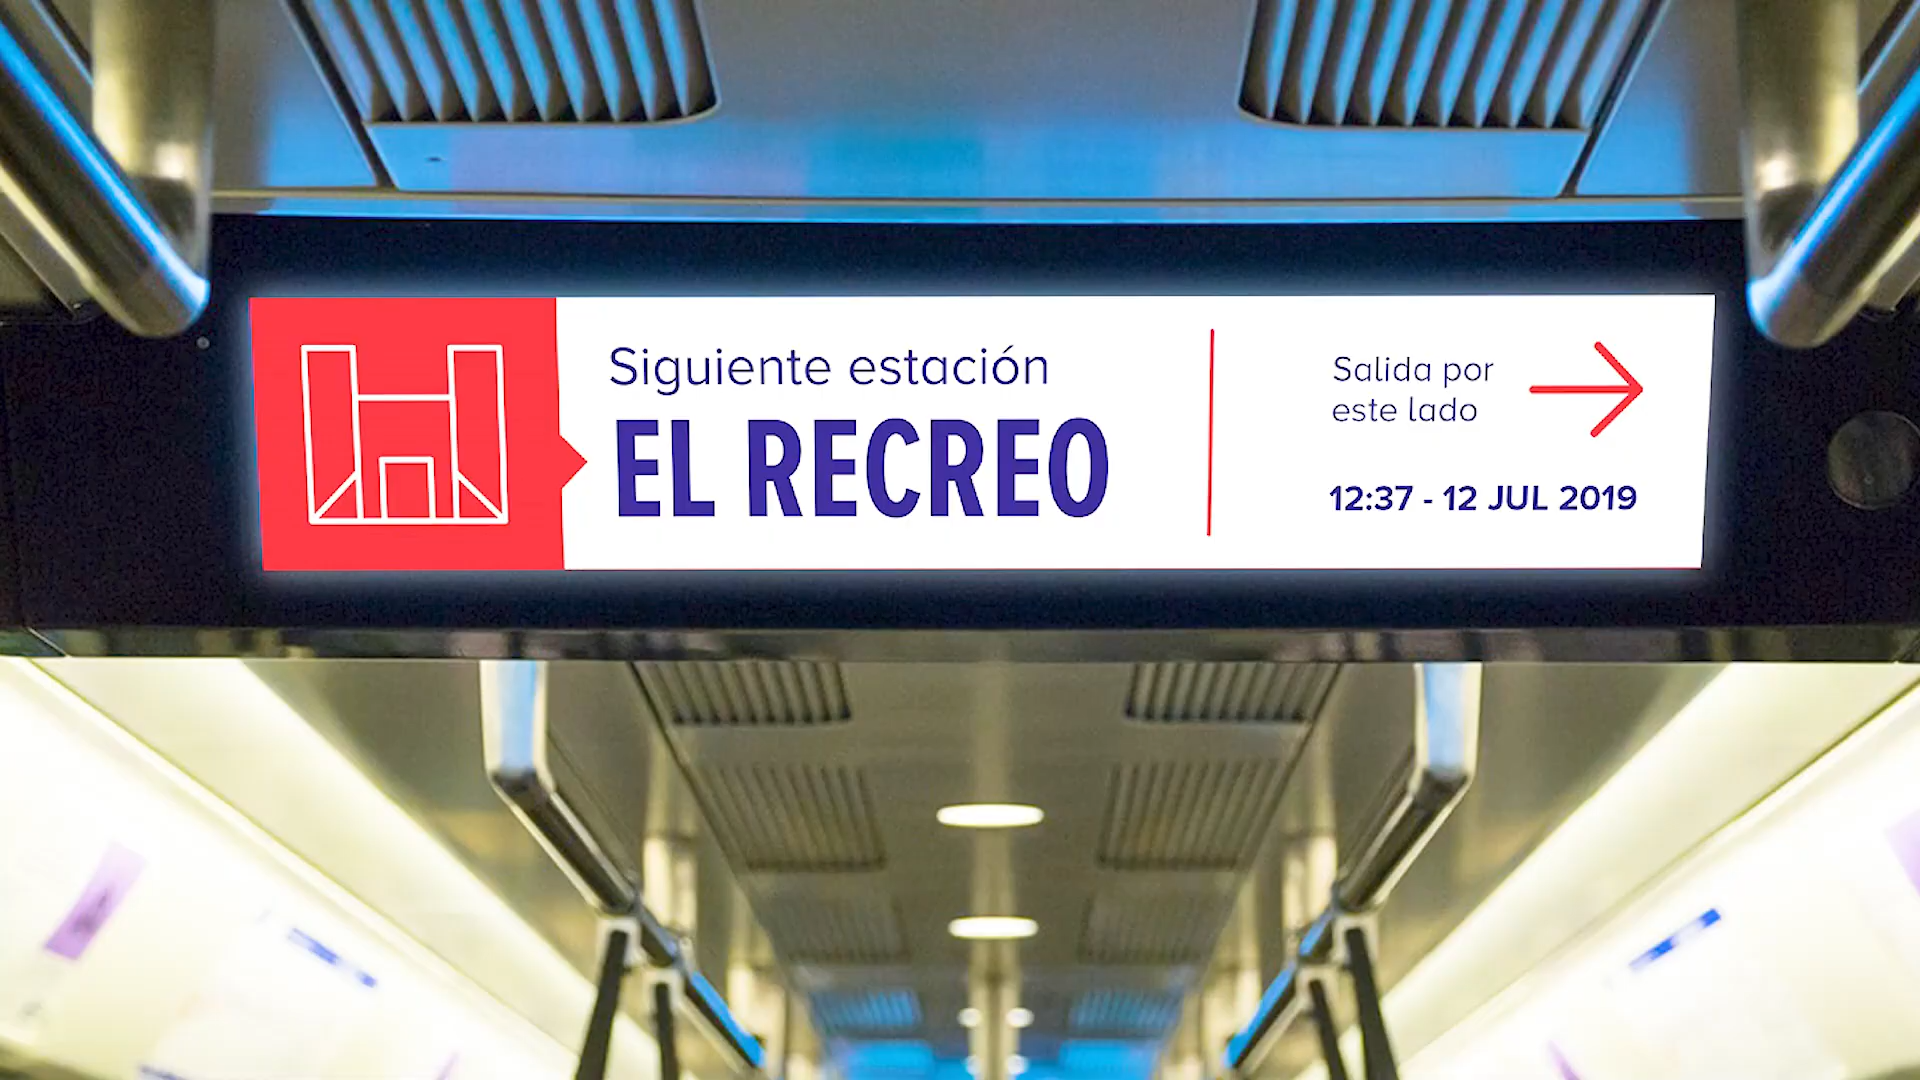 Siguiente estación
EL RECREO
Salida por
este lado
12:37 - 12 JUL 2019